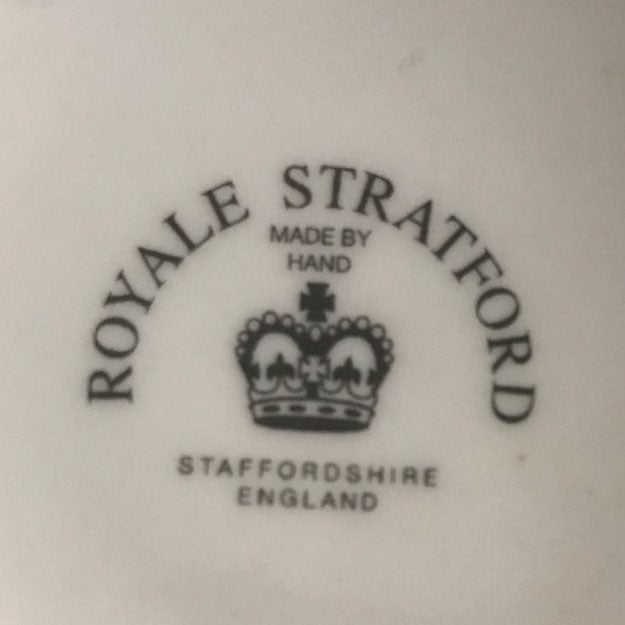 ROYALE STRATFORD
MADE BY
HAND
STAFFORDSHIRE
ENGLAND